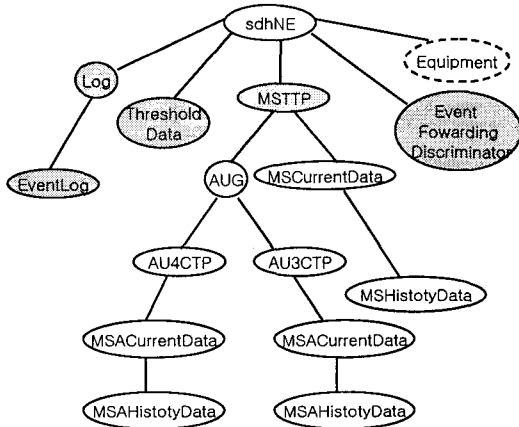 sdhNE
Equipment
Log
Threshold
Data
MSTTP
Event
Fowarding
Discriminator
EventLog
AUG
MSCurrentData
AU4CTP
AU3CTP
MSHistotyData
MSACurrentData
MSACurrentData
MSAHistotyData
MSAHistotyData